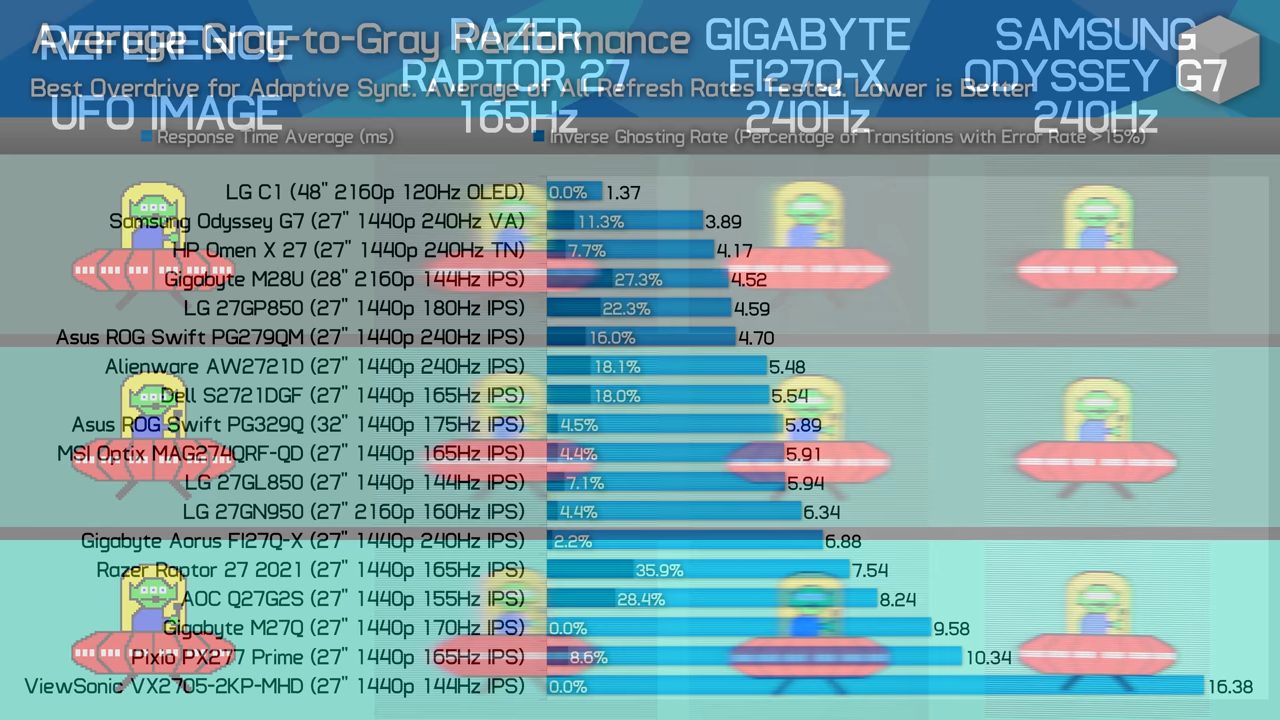 Average Gray-to-Gray Performance
Best Overdrive for Adaptive Sync. Average of All Refresh Rates Tested. Lower is Better
REFERENCE
UFO IMAGE
RAZER
RAPTOR 27
165Hz
GIGABYTE
FI27Q-X
240Hz
SAMSUNG
ODYSSEY G7
240Hz
Response Time Average (ms)
Inverse Ghosting Rate (Percentage of Transitions with Error Rate >15%)
LG C1 (48" 2160p 120Hz OLED) 0.0% 1.37
Samsung Odyssey G7 (27" 1440p 240Hz VA) 11.3% 3.89
HP Omen X 27 (27" 1440p 240Hz TN) 7.7% 4.17
Gigabyte M28U (28" 2160p 144Hz IPS) 27.3% 4.52
LG 27GP850 (27" 1440p 180Hz IPS) 22.3% 4.59
Asus ROG Swift PG279QM (27" 1440p 240Hz IPS) 16.0% 4.70
Alienware AW2721D (27" 1440p 240Hz IPS) 18.1% 5.48
Dell S2721DGF (27" 1440p 165Hz IPS) 18.0% 5.54
Asus ROG Swift PG329Q (32" 1440p 175Hz IPS) 4.5% 5.89
MSI Optix MAG274QRF-QD (27" 1440p 165Hz IPS) 4.4% 5.91
LG 27GL850 (27" 1440p 144Hz IPS) 7.1% 5.94
LG 27GN950 (27" 2160p 160Hz IPS) 4.4% 6.34
Gigabyte Aorus FI27Q-X (27" 1440p 240Hz IPS) 2.2% 6.88
Razer Raptor 27 2021 (27" 1440p 165Hz IPS) 35.9% 7.54
AOC Q27G2S (27" 1440p 155Hz IPS) 28.4% 8.24
Gigabyte M27Q (27" 1440p 170Hz IPS) 0.0% 9.58
Pixio PX277 Prime (27" 1440p 165Hz IPS) 8.6% 10.34
ViewSonic VX2705-2KP-MHD (27" 1440p 144Hz IPS) 0.0% 16.38